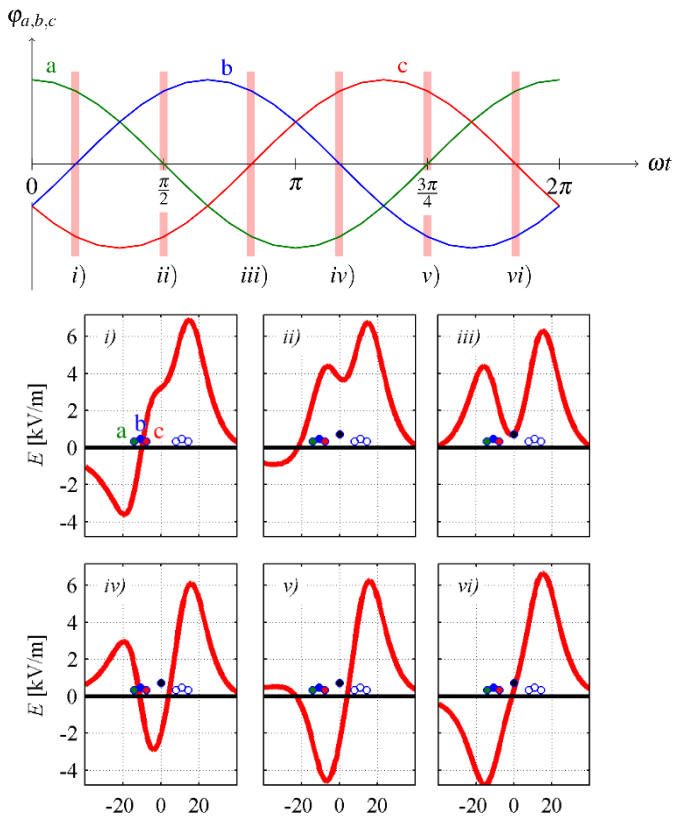 φa,b,c
a b c
0 π/2 π 3π/4 2π ωt
i) ii) iii) iv) v) vi)
i) ii) iii)
E [kV/m]
6
4
2
0
-2
-4
a b c
iv) v) vi)
E [kV/m]
6
4
2
0
-2
-4
-20 0 20 -20 0 20 -20 0 20